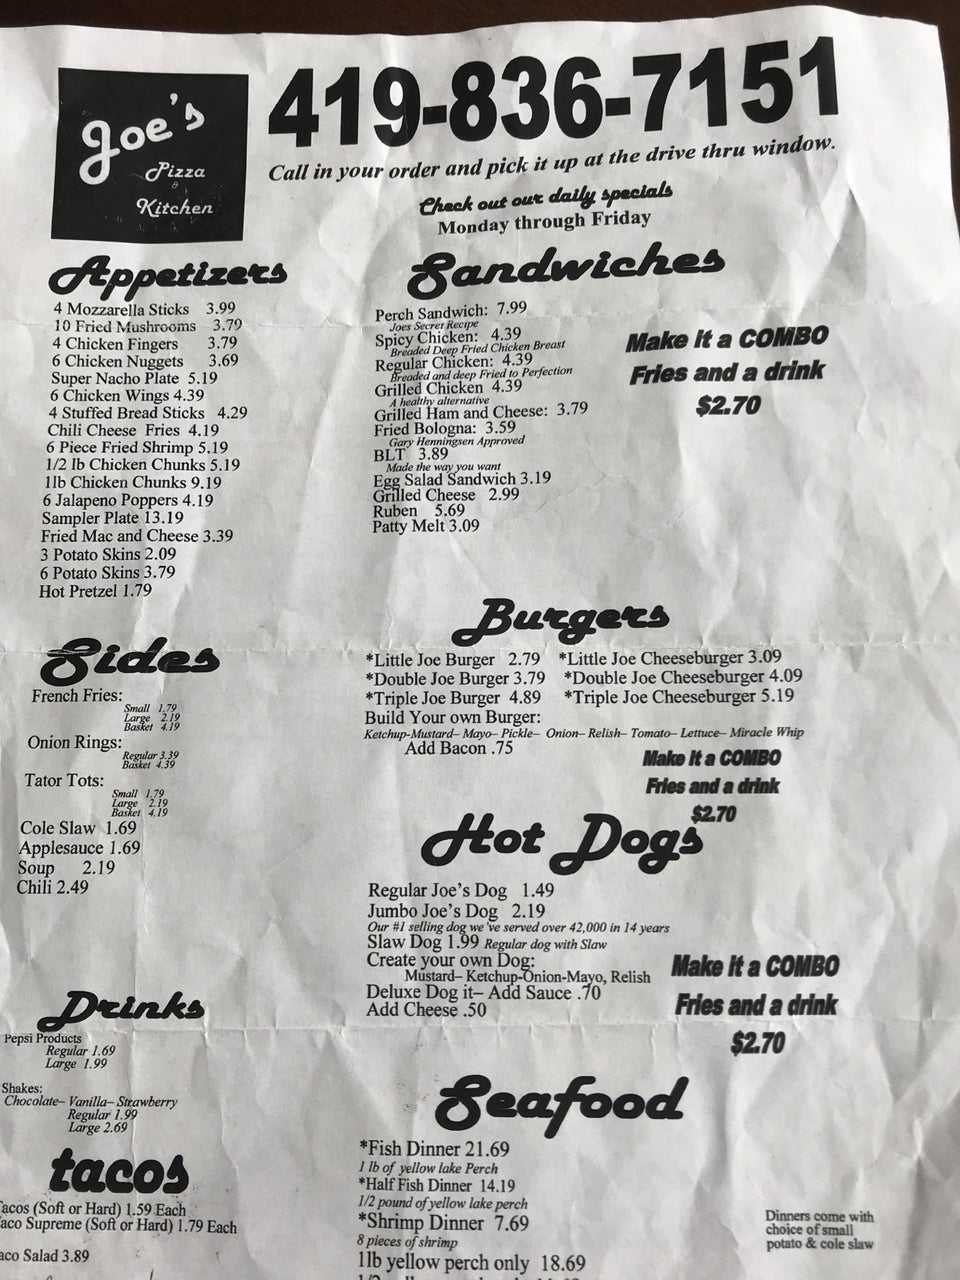 Joe's
Pizza
&
Kitchen
419-836-7151
Call in your order and pick it up at the drive thru window.
Check out our daily specials
Monday through Friday
Appetizers
4 Mozzarella Sticks 3.99
10 Fried Mushrooms 3.79
4 Chicken Fingers 3.79
6 Chicken Nuggets 3.69
Super Nacho Plate 5.19
6 Chicken Wings 4.39
4 Stuffed Bread Sticks 4.29
Chili Cheese Fries 4.19
6 Piece Fried Shrimp 5.19
1/2 lb Chicken Chunks 5.19
1lb Chicken Chunks 9.19
6 Jalapeno Poppers 4.19
Sampler Plate 13.19
Fried Mac and Cheese 3.39
3 Potato Skins 2.09
6 Potato Skins 3.79
Hot Pretzel 1.79
Sides
French Fries:
Small 1.79
Large 2.19
Basket 4.19
Onion Rings:
Regular 3.39
Basket 4.39
Tator Tots:
Small 1.79
Large 2.19
Basket 4.19
Cole Slaw 1.69
Applesauce 1.69
Soup 2.19
Chili 2.49
Drinks
Pepsi Products
Regular 1.69
Large 1.99
Shakes:
Chocolate– Vanilla– Strawberry
Regular 1.99
Large 2.69
tacos
Tacos (Soft or Hard) 1.59 Each
Taco Supreme (Soft or Hard) 1.79 Each
Taco Salad 3.89
Sandwiches
Perch Sandwich: 7.99
Joes Secret Recipe
Spicy Chicken: 4.39
Breaded Deep Fried Chicken Breast
Regular Chicken: 4.39
Breaded and deep Fried to Perfection
Grilled Chicken 4.39
A healthy alternative
Grilled Ham and Cheese: 3.79
Fried Bologna: 3.59
Gary Henningsen Approved
BLT 3.89
Made the way you want
Egg Salad Sandwich 3.19
Grilled Cheese 2.99
Ruben 5.69
Patty Melt 3.09
Make it a COMBO
Fries and a drink
$2.70
Burgers
*Little Joe Burger 2.79 *Little Joe Cheeseburger 3.09
*Double Joe Burger 3.79 *Double Joe Cheeseburger 4.09
*Triple Joe Burger 4.89 *Triple Joe Cheeseburger 5.19
Build Your own Burger:
Ketchup-Mustard– Mayo– Pickle– Onion– Relish– Tomato– Lettuce– Miracle Whip
Add Bacon .75
Make it a COMBO
Fries and a drink
$2.70
Hot Dogs
Regular Joe's Dog 1.49
Jumbo Joe's Dog 2.19
Our #1 selling dog we've served over 42,000 in 14 years
Slaw Dog 1.99 Regular dog with Slaw
Create your own Dog:
Mustard– Ketchup-Onion-Mayo, Relish
Deluxe Dog it– Add Sauce .70
Add Cheese .50
Make it a COMBO
Fries and a drink
$2.70
Seafood
*Fish Dinner 21.69
1 lb of yellow lake Perch
*Half Fish Dinner 14.19
1/2 pound of yellow lake perch
*Shrimp Dinner 7.69
8 pieces of shrimp
1lb yellow perch only 18.69
Dinners come with
choice of small
potato & cole slaw